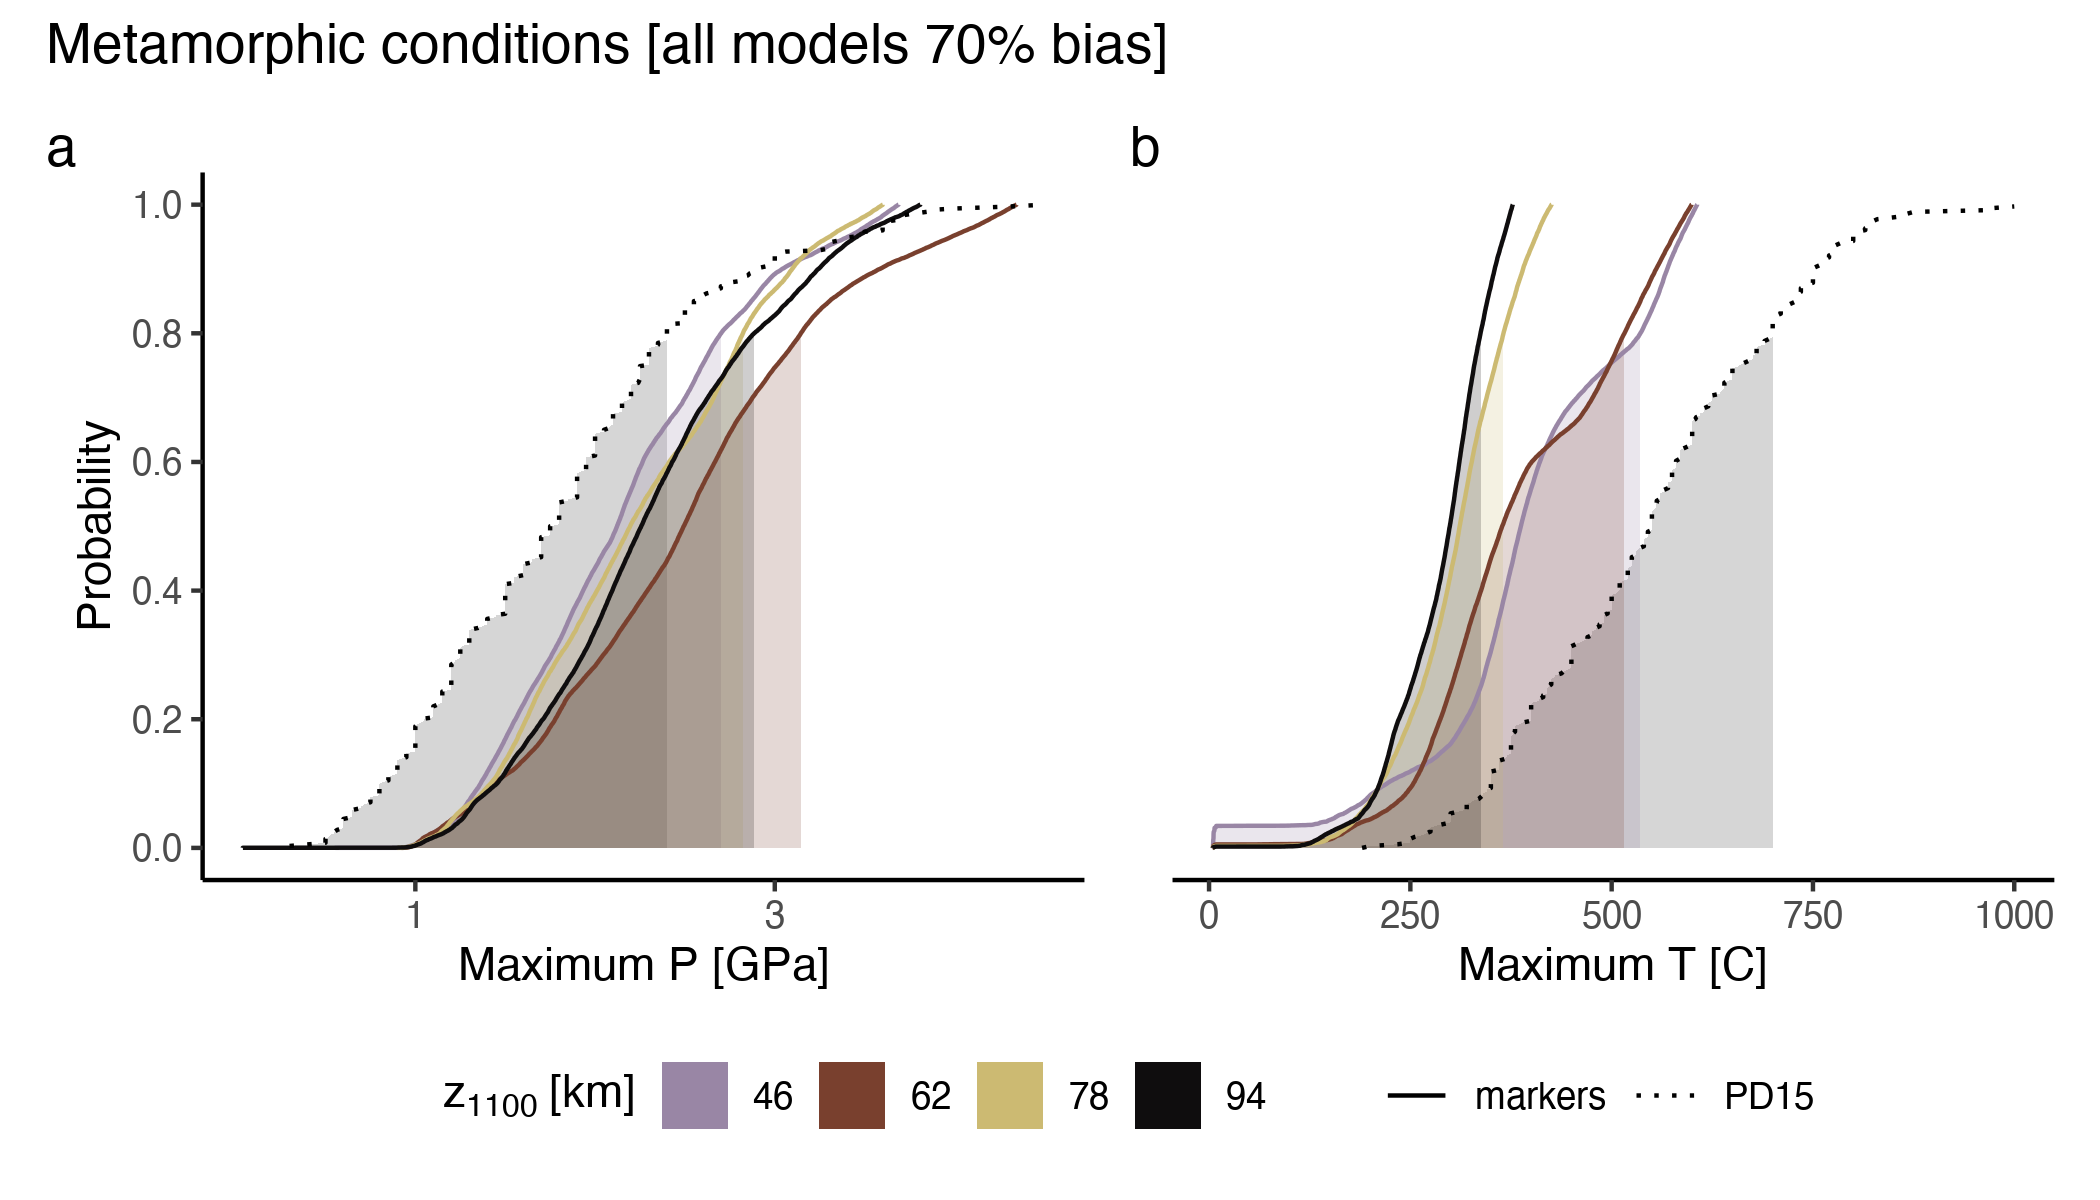 Metamorphic conditions [all models 70% bias]
a
b
1.0
0.8
0.6
0.4
0.2
0.0
Probability
1 3
Maximum P [GPa]
0 250 500 750 1000
Maximum T [C]
z1100 [km] 46 62 78 94 markers PD15